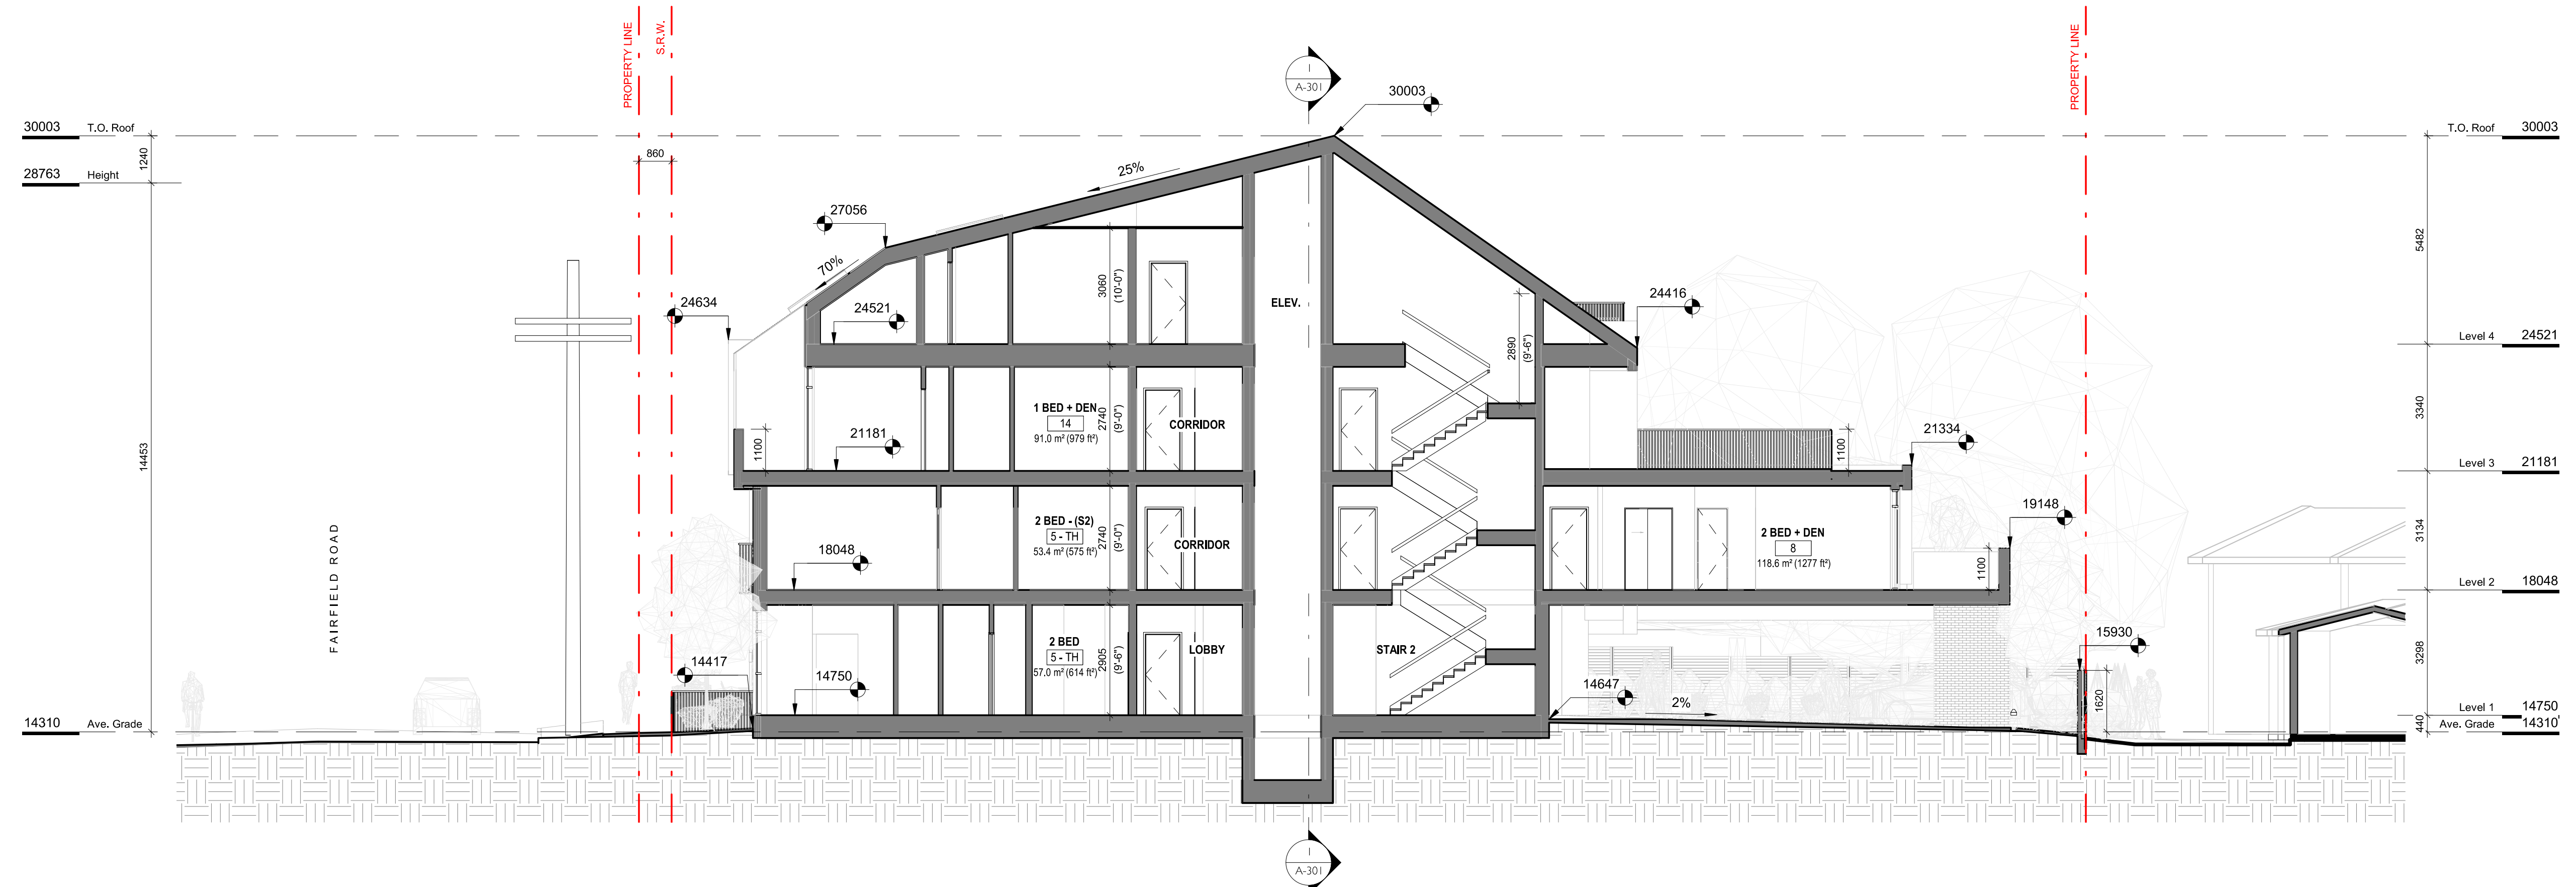 PROPERTY LINE
S.R.W.
PROPERTY LINE
I
A-301
30003
30003 T.O. Roof
T.O. Roof 30003
1240
860
28763 Height
25%
27056
70%
5482
24634
24521
3060
(10'-0")
ELEV.
2890
(9'-6")
24416
Level 4 24521
14453
1 BED + DEN
14
91.0 m² (979 ft²)
2740
(9'-0")
CORRIDOR
3340
1100
21181
1100
21334
Level 3 21181
FAIRFIELD ROAD
2 BED - (S2)
5 - TH
53.4 m² (575 ft²)
2740
(9'-0")
CORRIDOR
18048
2 BED + DEN
8
118.6 m² (1277 ft²)
19148
1100
3134
Level 2 18048
2 BED
5 - TH
57.0 m² (614 ft²)
2905
(9'-6")
LOBBY
STAIR 2
14417
14750
14647
2%
15930
1620
3298
Level 1 14750
14310 Ave. Grade
440
Ave. Grade 14310
I
A-301